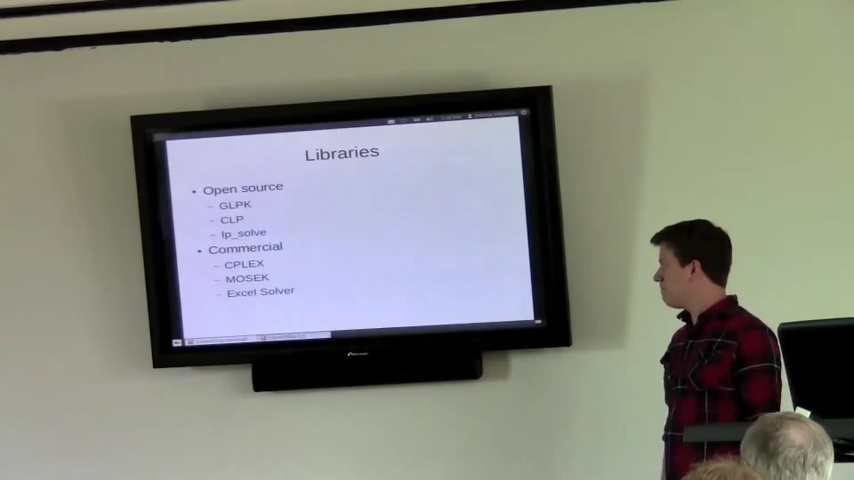 Libraries
• Open source
– GLPK
– CLP
– lp_solve
• Commercial
– CPLEX
– MOSEK
– Excel Solver